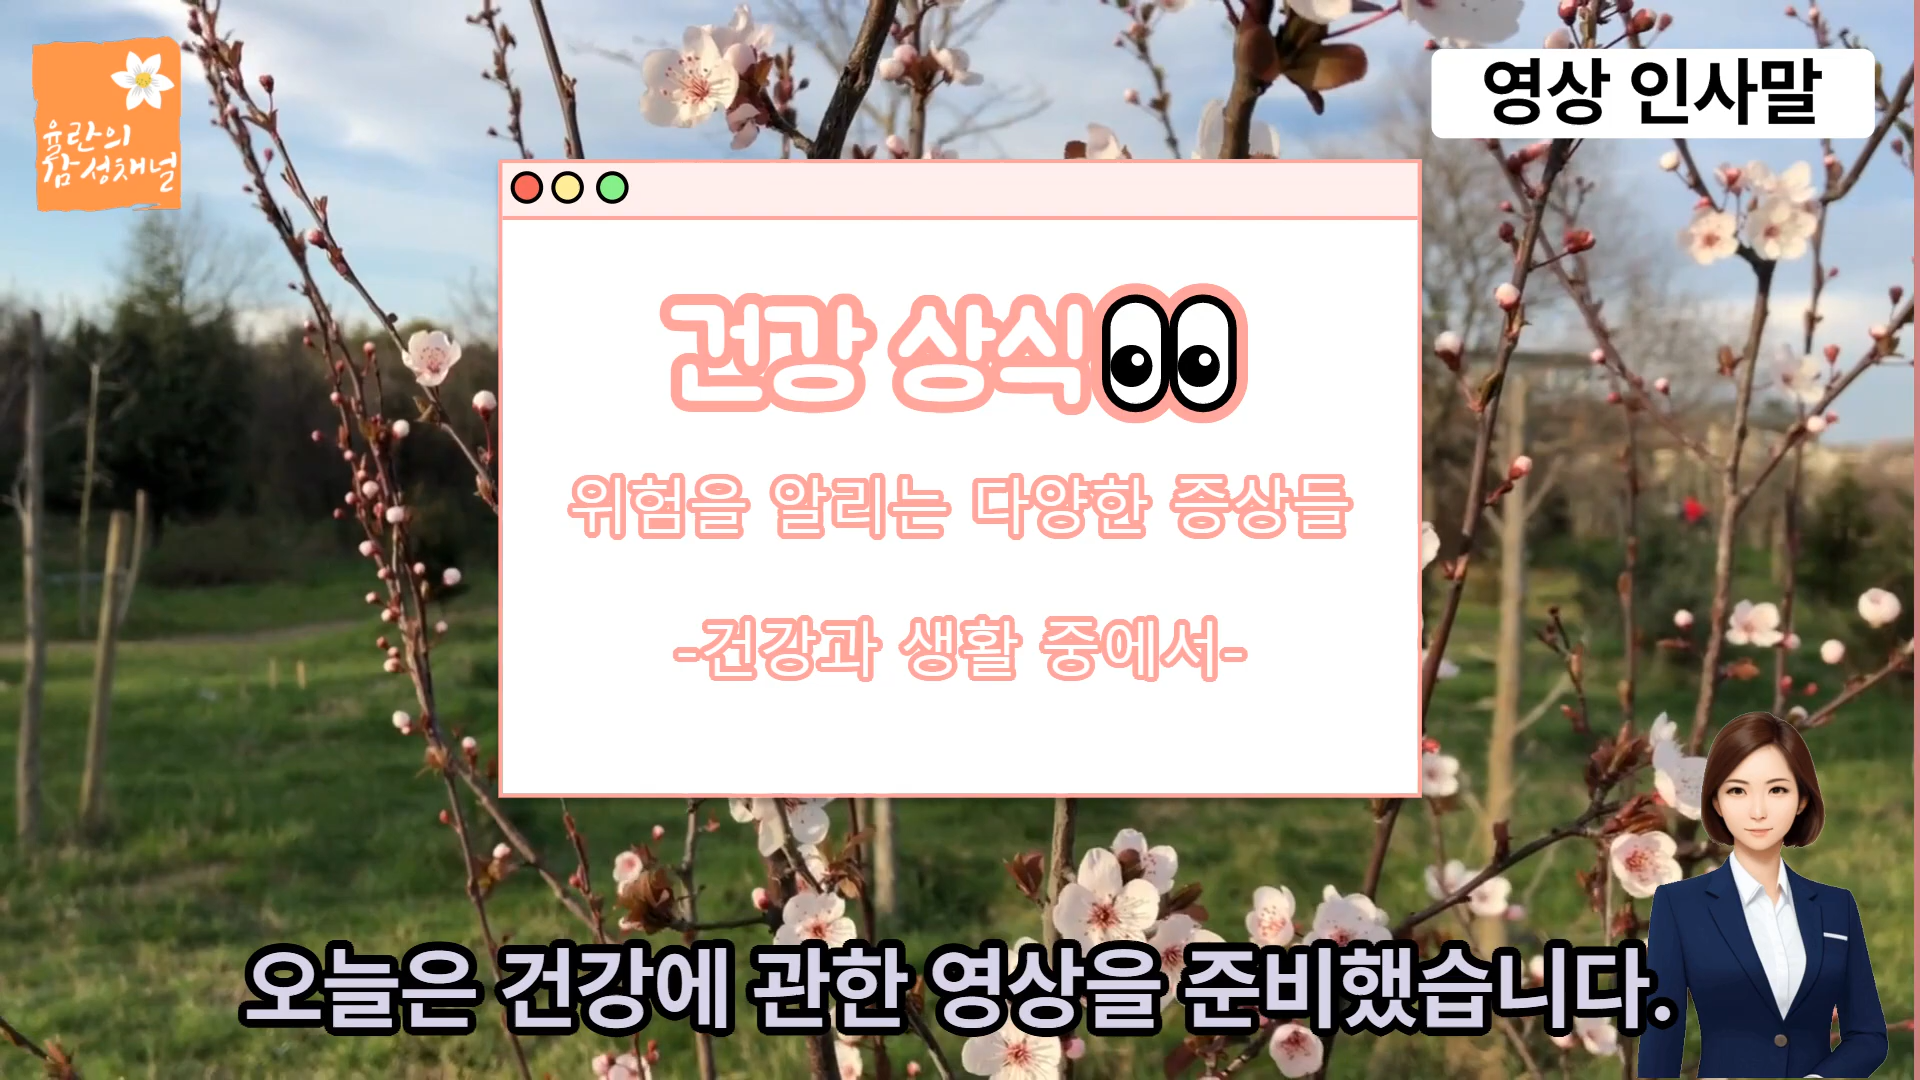 율란의
감성채널
영상 인사말
건강 상식
위험을 알리는 다양한 증상들
-건강과 생활 중에서-
오늘은 건강에 관한 영상을 준비했습니다.